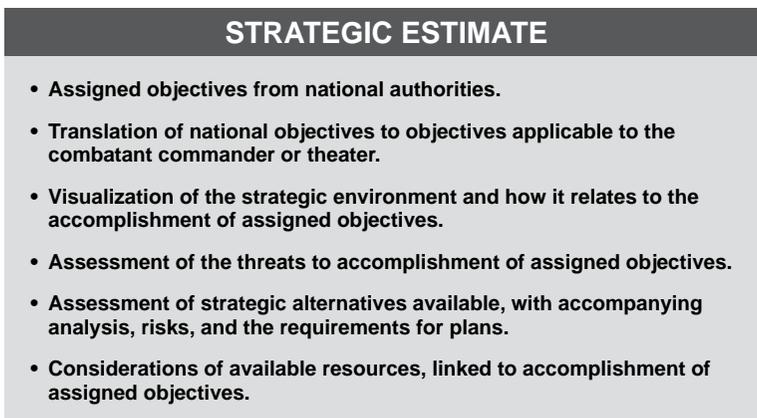 STRATEGIC ESTIMATE
• Assigned objectives from national authorities.
• Translation of national objectives to objectives applicable to the
combatant commander or theater.
• Visualization of the strategic environment and how it relates to the
accomplishment of assigned objectives.
• Assessment of the threats to accomplishment of assigned objectives.
• Assessment of strategic alternatives available, with accompanying
analysis, risks, and the requirements for plans.
• Considerations of available resources, linked to accomplishment of
assigned objectives.